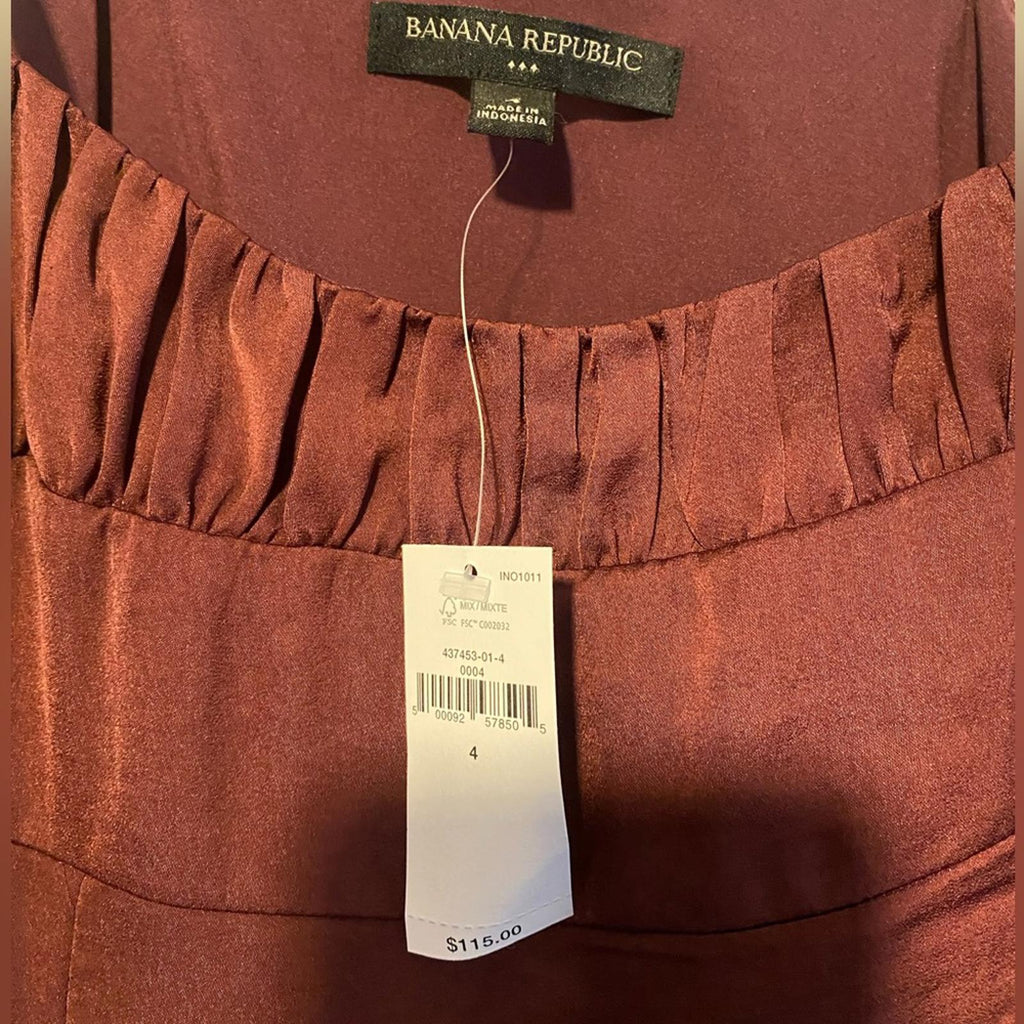 BANANA REPUBLIC
4
MADE IN
INDONESIA
INO1011
MIX/MIXTE
FSC FSC™ C002032
437453-01-4
0004
5 00092 57850 5
4
$115.00